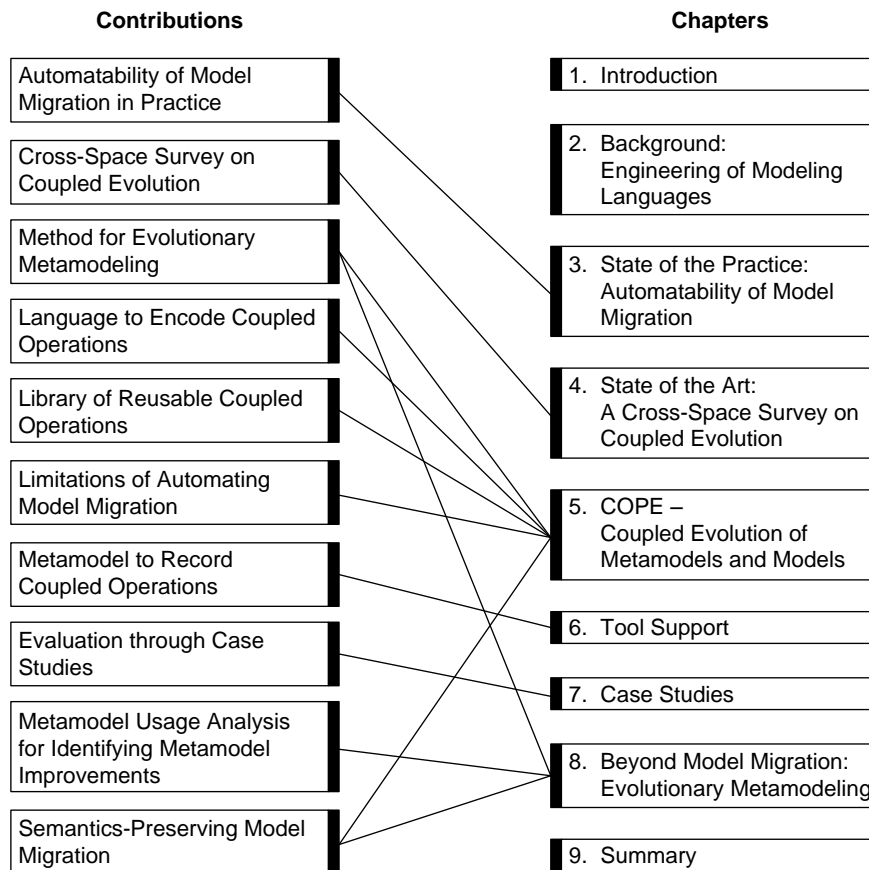 Contributions
Automatability of Model
Migration in Practice
Cross-Space Survey on
Coupled Evolution
Method for Evolutionary
Metamodeling
Language to Encode Coupled
Operations
Library of Reusable Coupled
Operations
Limitations of Automating
Model Migration
Metamodel to Record
Coupled Operations
Evaluation through Case
Studies
Metamodel Usage Analysis
for Identifying Metamodel
Improvements
Semantics-Preserving Model
Migration
Chapters
1. Introduction
2. Background:
Engineering of Modeling
Languages
3. State of the Practice:
Automatability of Model
Migration
4. State of the Art:
A Cross-Space Survey on
Coupled Evolution
5. COPE –
Coupled Evolution of
Metamodels and Models
6. Tool Support
7. Case Studies
8. Beyond Model Migration:
Evolutionary Metamodeling
9. Summary